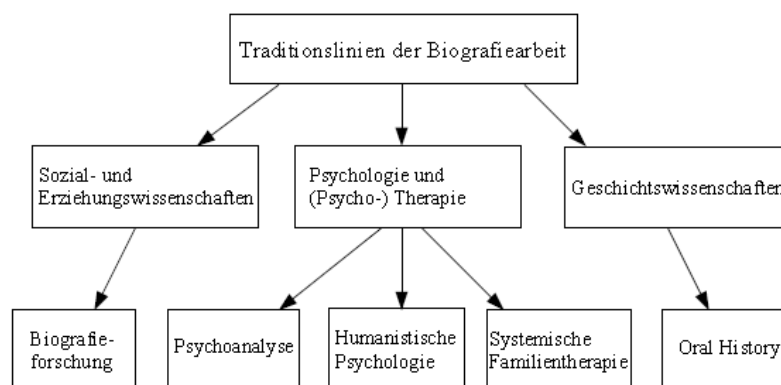 Traditionslinien der Biografiearbeit
Sozial- und
Erziehungswissenschaften
Psychologie und
(Psycho-) Therapie
Geschichtswissenschaften
Biografie-
forschung
Psychoanalyse
Humanistische
Psychologie
Systemische
Familientherapie
Oral History